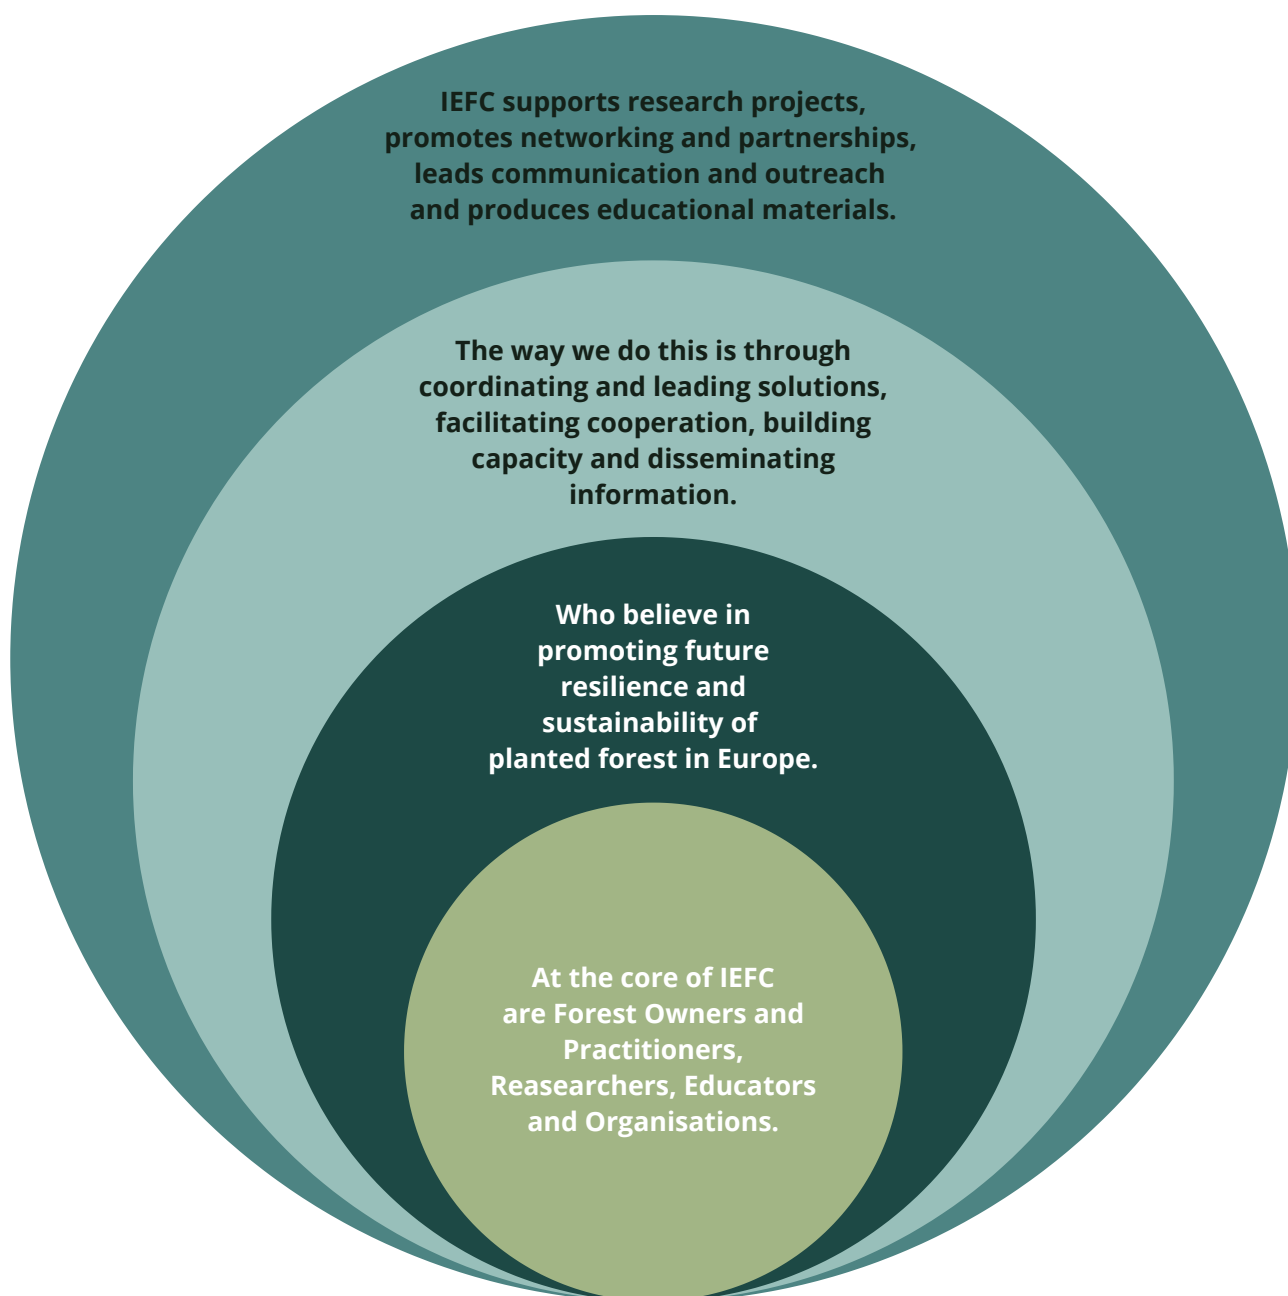 IEFC supports research projects,
promotes networking and partnerships,
leads communication and outreach
and produces educational materials.
The way we do this is through
coordinating and leading solutions,
facilitating cooperation, building
capacity and disseminating
information.
Who believe in
promoting future
resilience and
sustainability of
planted forest in Europe.
At the core of IEFC
are Forest Owners and
Practitioners,
Reasearchers, Educators
and Organisations.